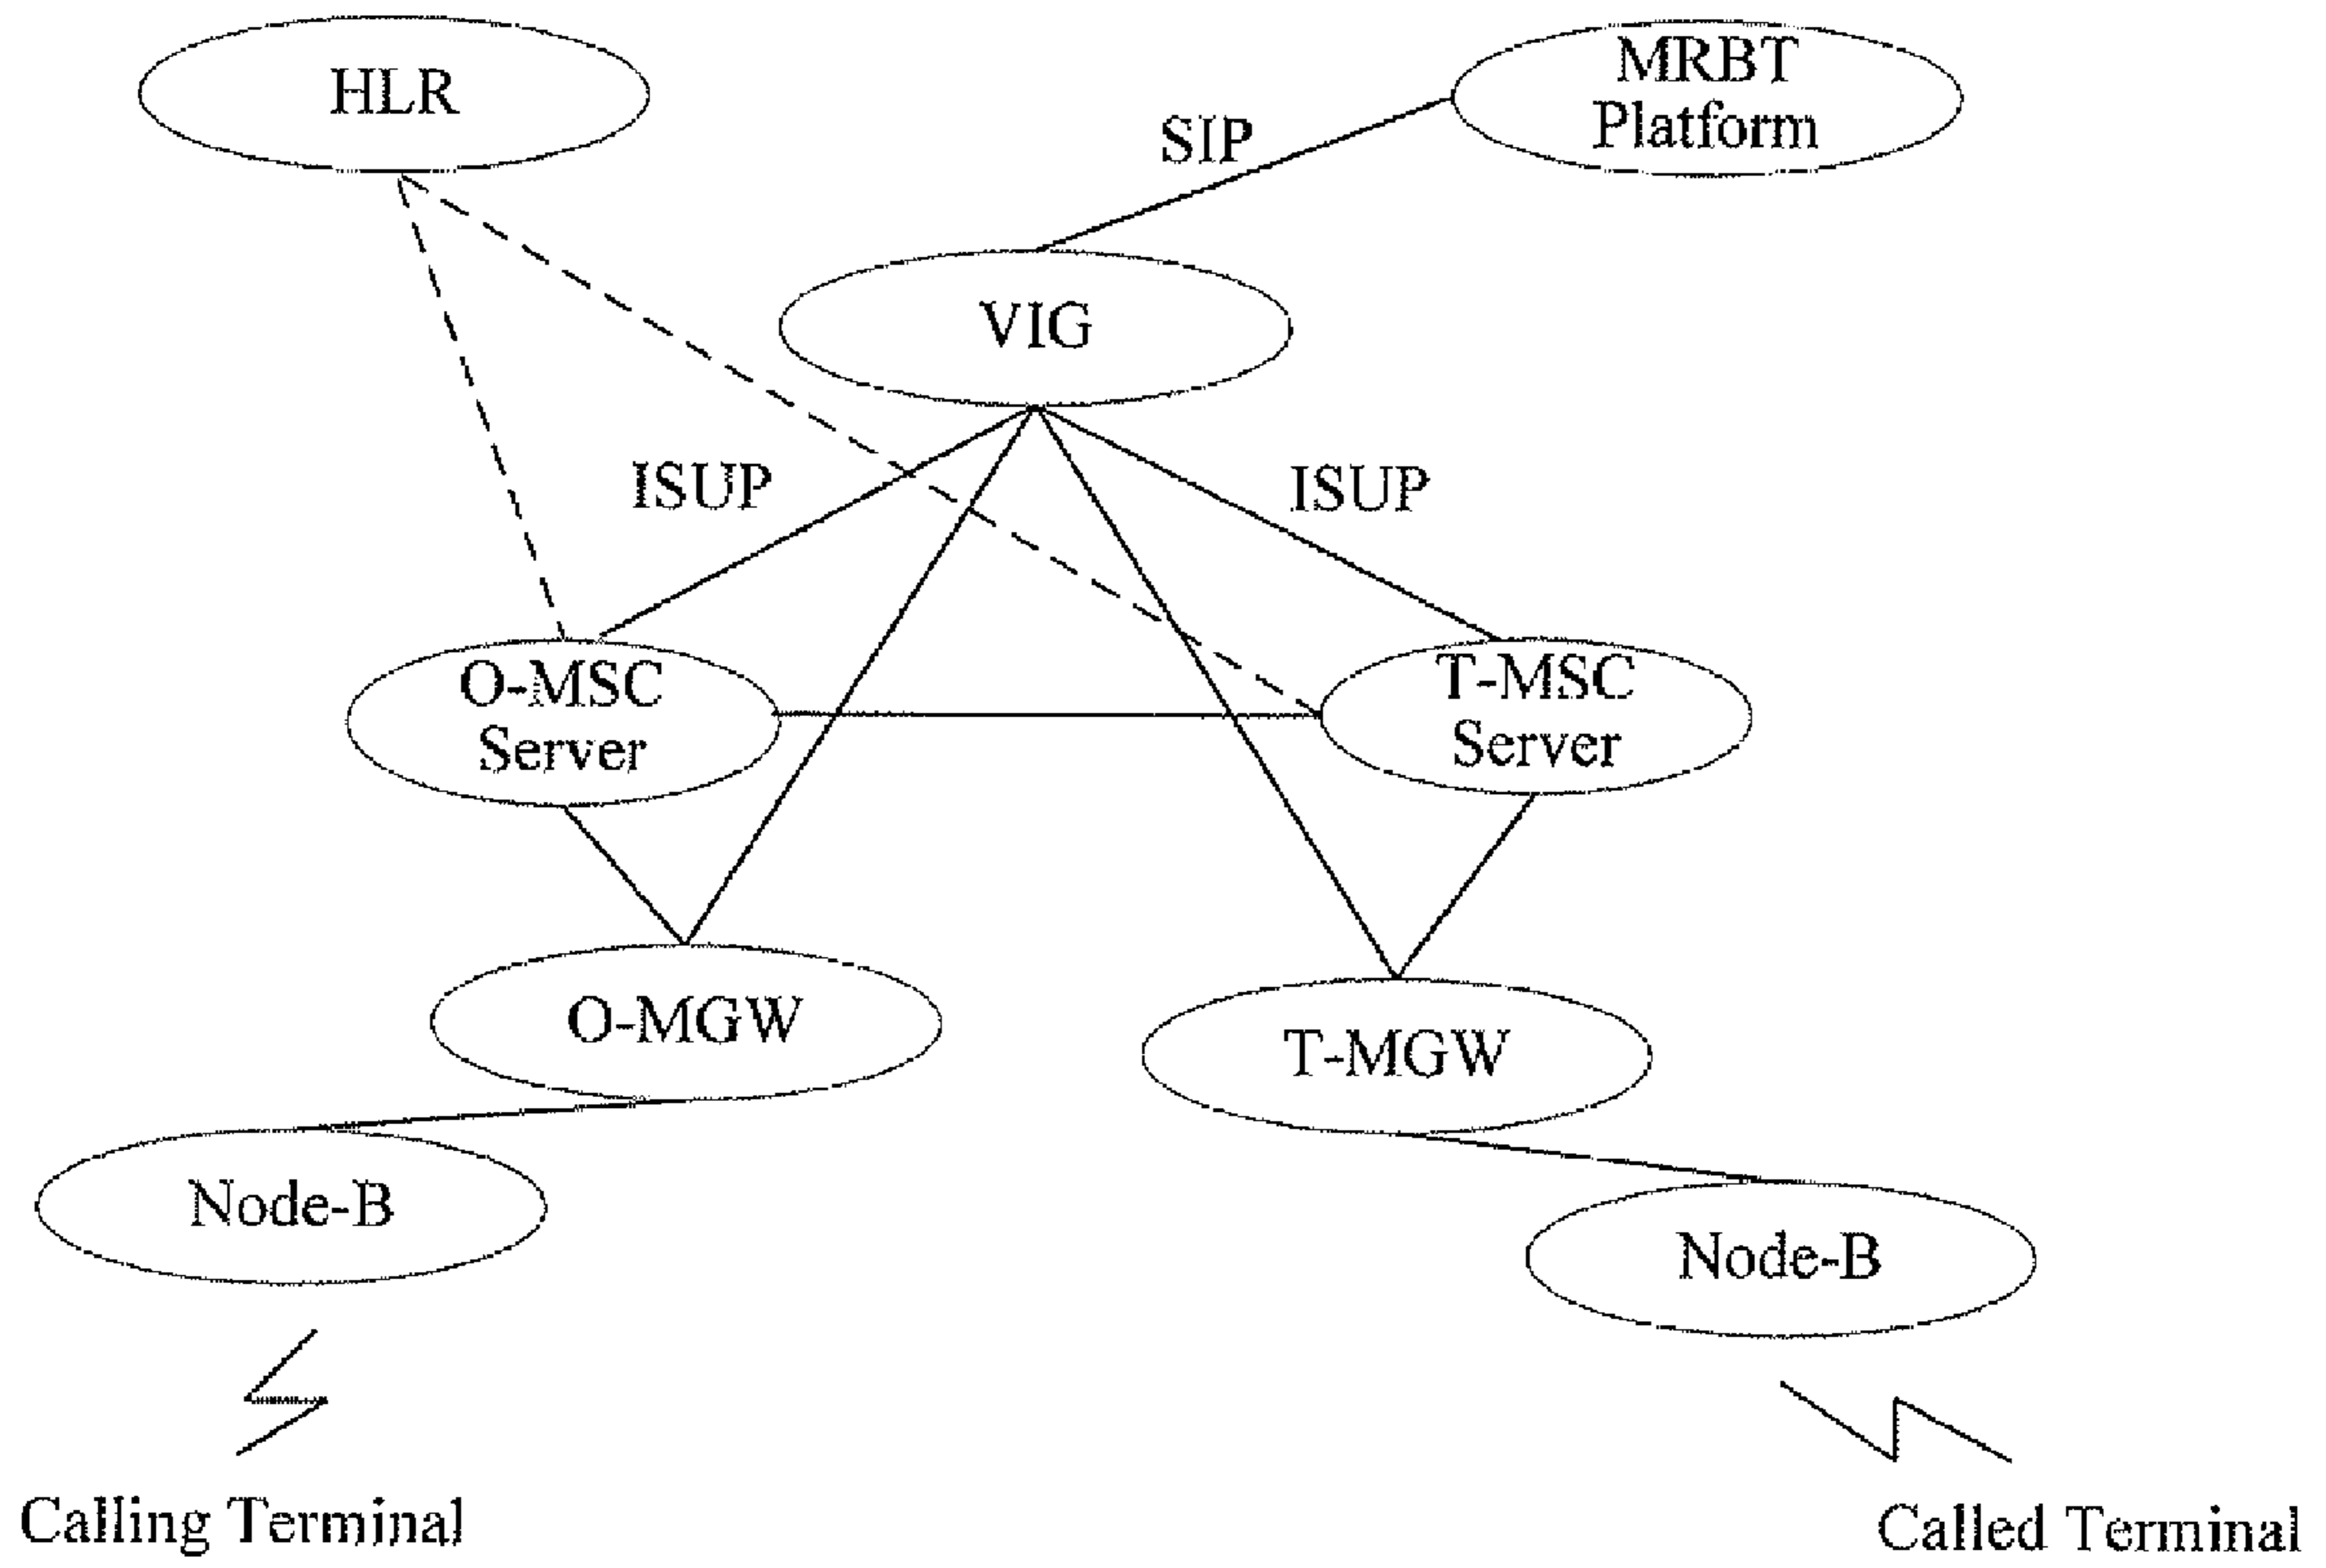 HLR
MRBT
Platform
SIP
VIG
ISUP
ISUP
O-MSC
Server
T-MSC
Server
O-MGW
T-MGW
Node-B
Node-B
Calling Terminal
Called Terminal